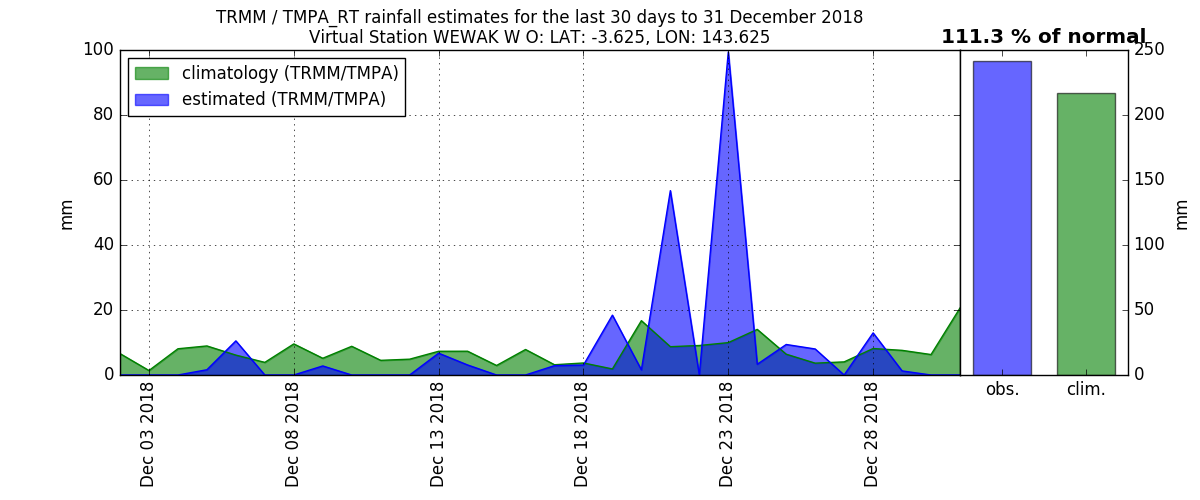 TRMM / TMPA_RT rainfall estimates for the last 30 days to 31 December 2018
Virtual Station WEWAK W O: LAT: -3.625, LON: 143.625
111.3 % of normal
climatology (TRMM/TMPA)
estimated (TRMM/TMPA)
mm
100
80
60
40
20
0
Dec 03 2018
Dec 08 2018
Dec 13 2018
Dec 18 2018
Dec 23 2018
Dec 28 2018
obs.
clim.
250
200
150
100
50
0
mm